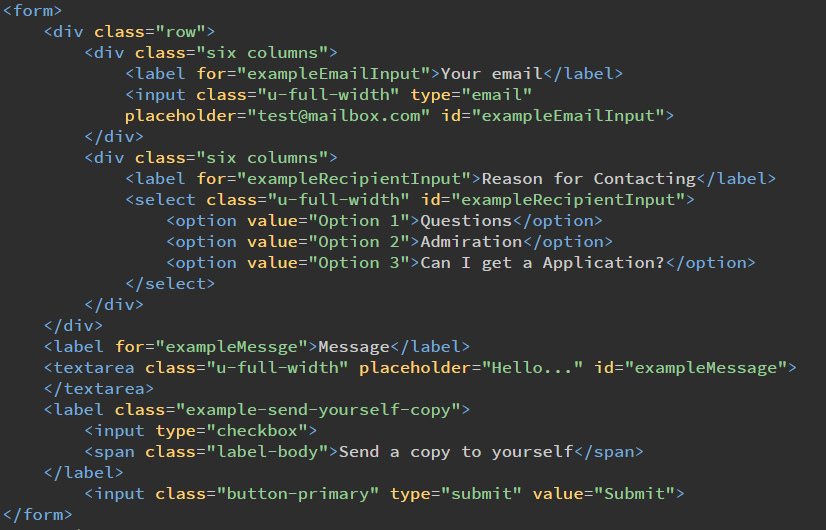 <form>
<div class="row">
<div class="six columns">
<label for="exampleEmailInput">Your email</label>
<input class="u-full-width" type="email"
placeholder="test@mailbox.com" id="exampleEmailInput">
</div>
<div class="six columns">
<label for="exampleRecipientInput">Reason for Contacting</label>
<select class="u-full-width" id="exampleRecipientInput">
<option value="Option 1">Questions</option>
<option value="Option 2">Admiration</option>
<option value="Option 3">Can I get a Application?</option>
</select>
</div>
</div>
<label for="exampleMessge">Message</label>
<textarea class="u-full-width" placeholder="Hello..." id="exampleMessage">
</textarea>
<label class="example-send-yourself-copy">
<input type="checkbox">
<span class="label-body">Send a copy to yourself</span>
</label>
<input class="button-primary" type="submit" value="Submit">
</form>